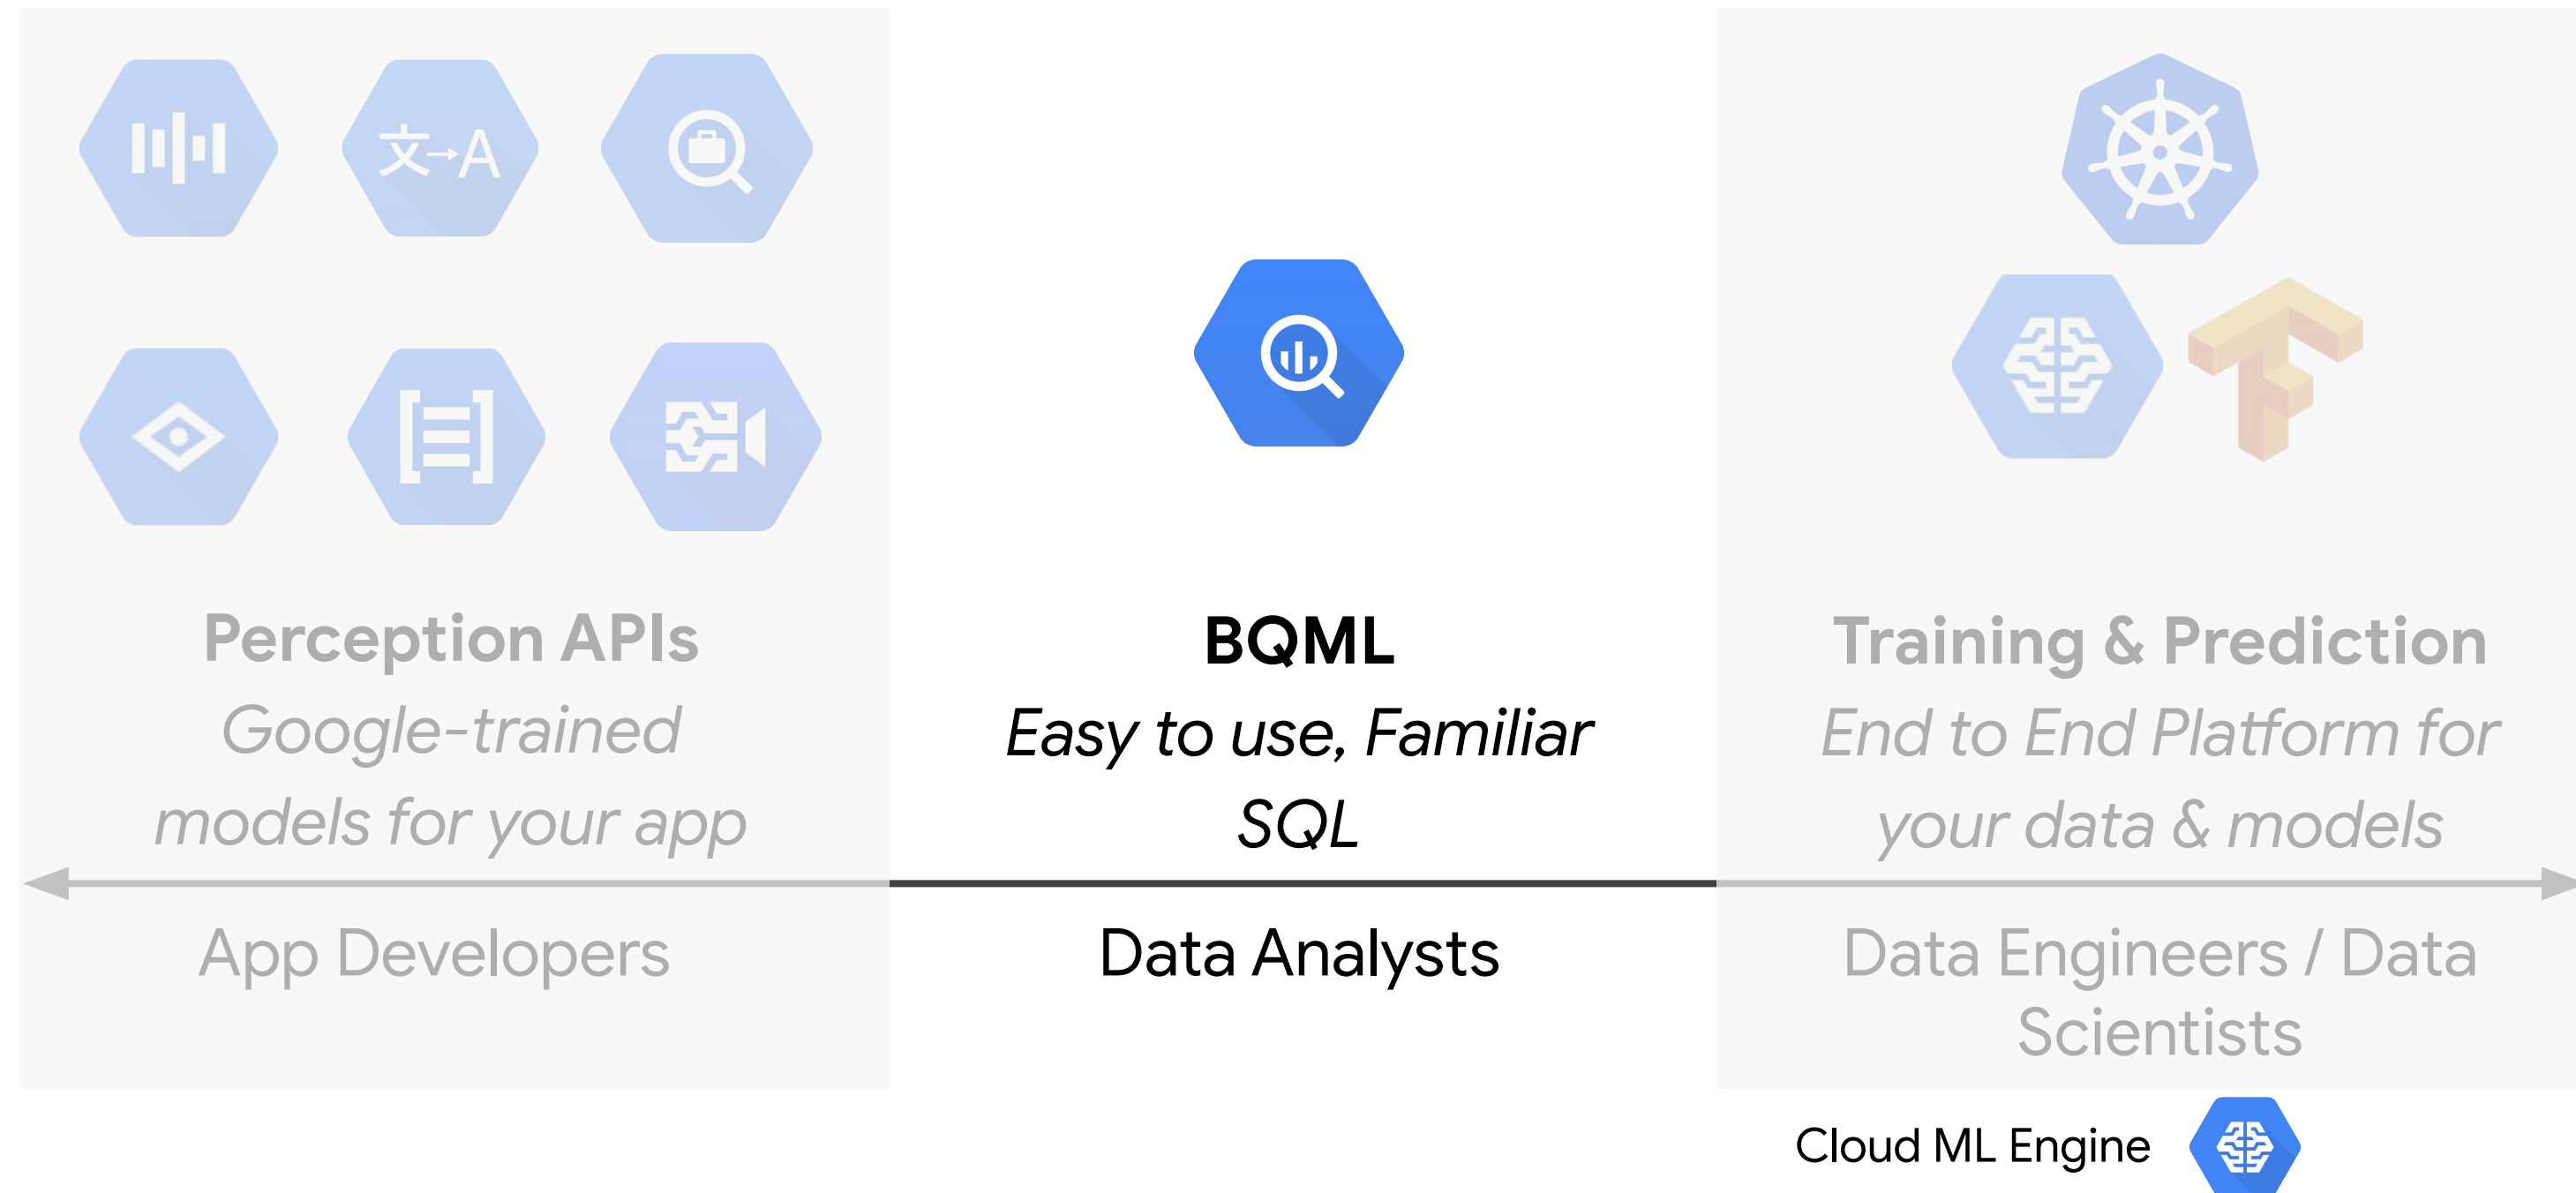 文→A
Perception APIs
Google-trained
models for your app
App Developers
BQML
Easy to use, Familiar
SQL
Data Analysts
Training & Prediction
End to End Platform for
your data & models
Data Engineers / Data
Scientists
Cloud ML Engine